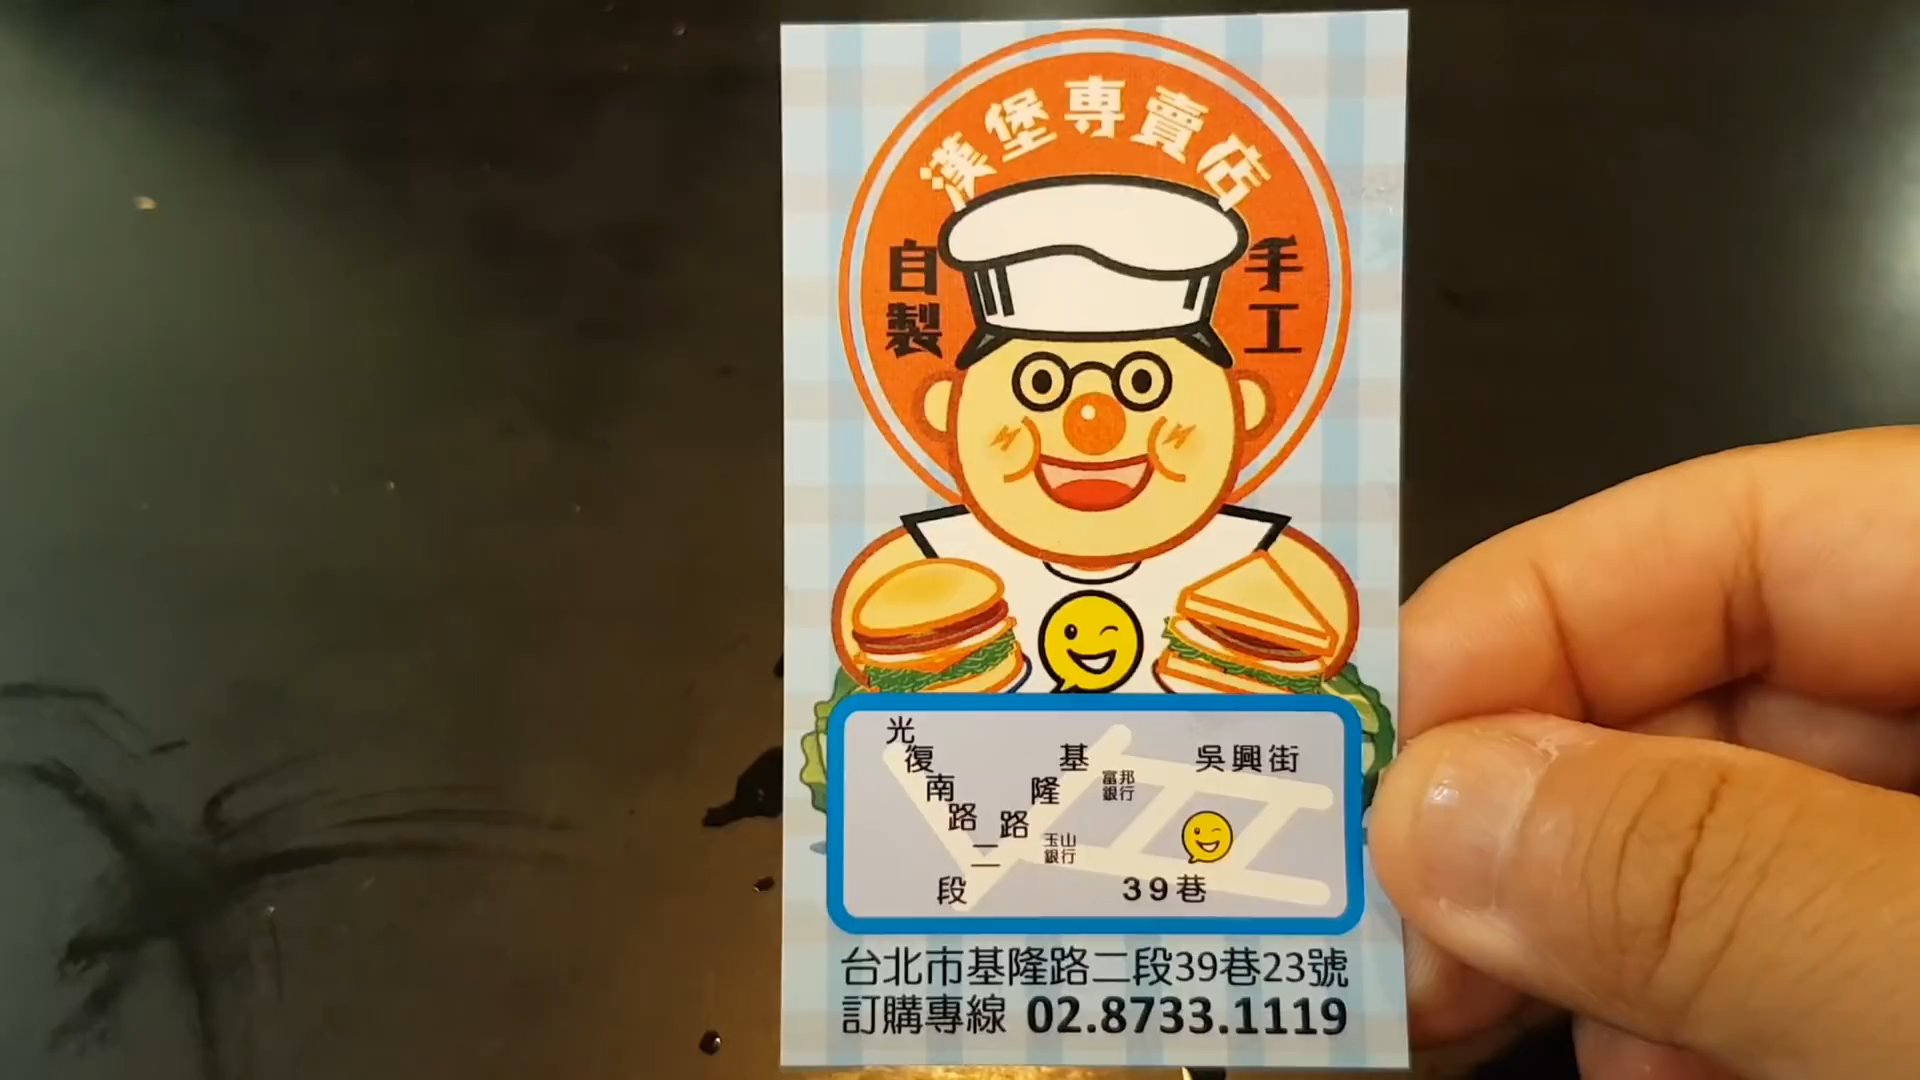 漢堡專賣店
自製
手工
光復南路
基隆路二段
富邦
銀行
吳興街
玉山
銀行
39巷
台北市基隆路二段39巷23號
訂購專線 02.8733.1119